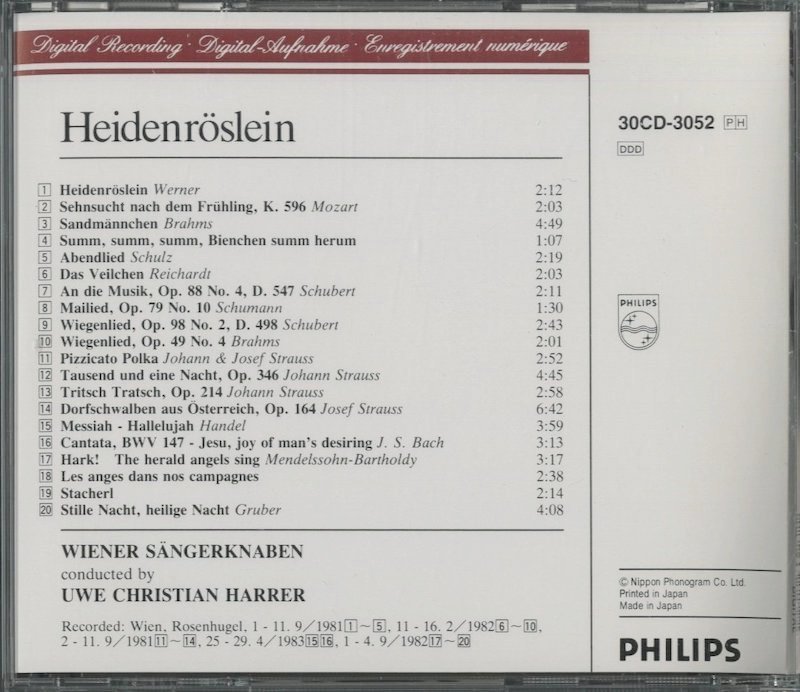 Digital Recording · Digital-Aufnahme · Enregistrement numérique
Heidenröslein
1 Heidenröslein Werner 2:12
2 Sehnsucht nach dem Frühling, K. 596 Mozart 2:03
3 Sandmännchen Brahms 4:49
4 Summ, summ, summ, Bienchen summ herum 1:07
5 Abendlied Schulz 2:19
6 Das Veilchen Reichardt 2:03
7 An die Musik, Op. 88 No. 4, D. 547 Schubert 2:11
8 Mailied, Op. 79 No. 10 Schumann 1:30
9 Wiegenlied, Op. 98 No. 2, D. 498 Schubert 2:43
10 Wiegenlied, Op. 49 No. 4 Brahms 2:01
11 Pizzicato Polka Johann & Josef Strauss 2:52
12 Tausend und eine Nacht, Op. 346 Johann Strauss 4:45
13 Tritsch Tratsch, Op. 214 Johann Strauss 2:58
14 Dorfschwalben aus Österreich, Op. 164 Josef Strauss 6:42
15 Messiah - Hallelujah Handel 3:59
16 Cantata, BWV 147 - Jesu, joy of man's desiring J. S. Bach 3:13
17 Hark! The herald angels sing Mendelssohn-Bartholdy 3:17
18 Les anges dans nos campagnes 2:38
19 Stacherl 2:14
20 Stille Nacht, heilige Nacht Gruber 4:08
WIENER SÄNGERKNABEN
conducted by
UWE CHRISTIAN HARRER
Recorded: Wien, Rosenhugel, 1 - 11. 9/1981 1~5, 11 - 16. 2/1982 6~10,
2 - 11. 9/1981 11~14, 25 - 29. 4/1983 15 16, 1 - 4. 9/1982 17~20
30CD-3052 PH
DDD
PHILIPS
© Nippon Phonogram Co. Ltd.
Printed in Japan
Made in Japan
PHILIPS